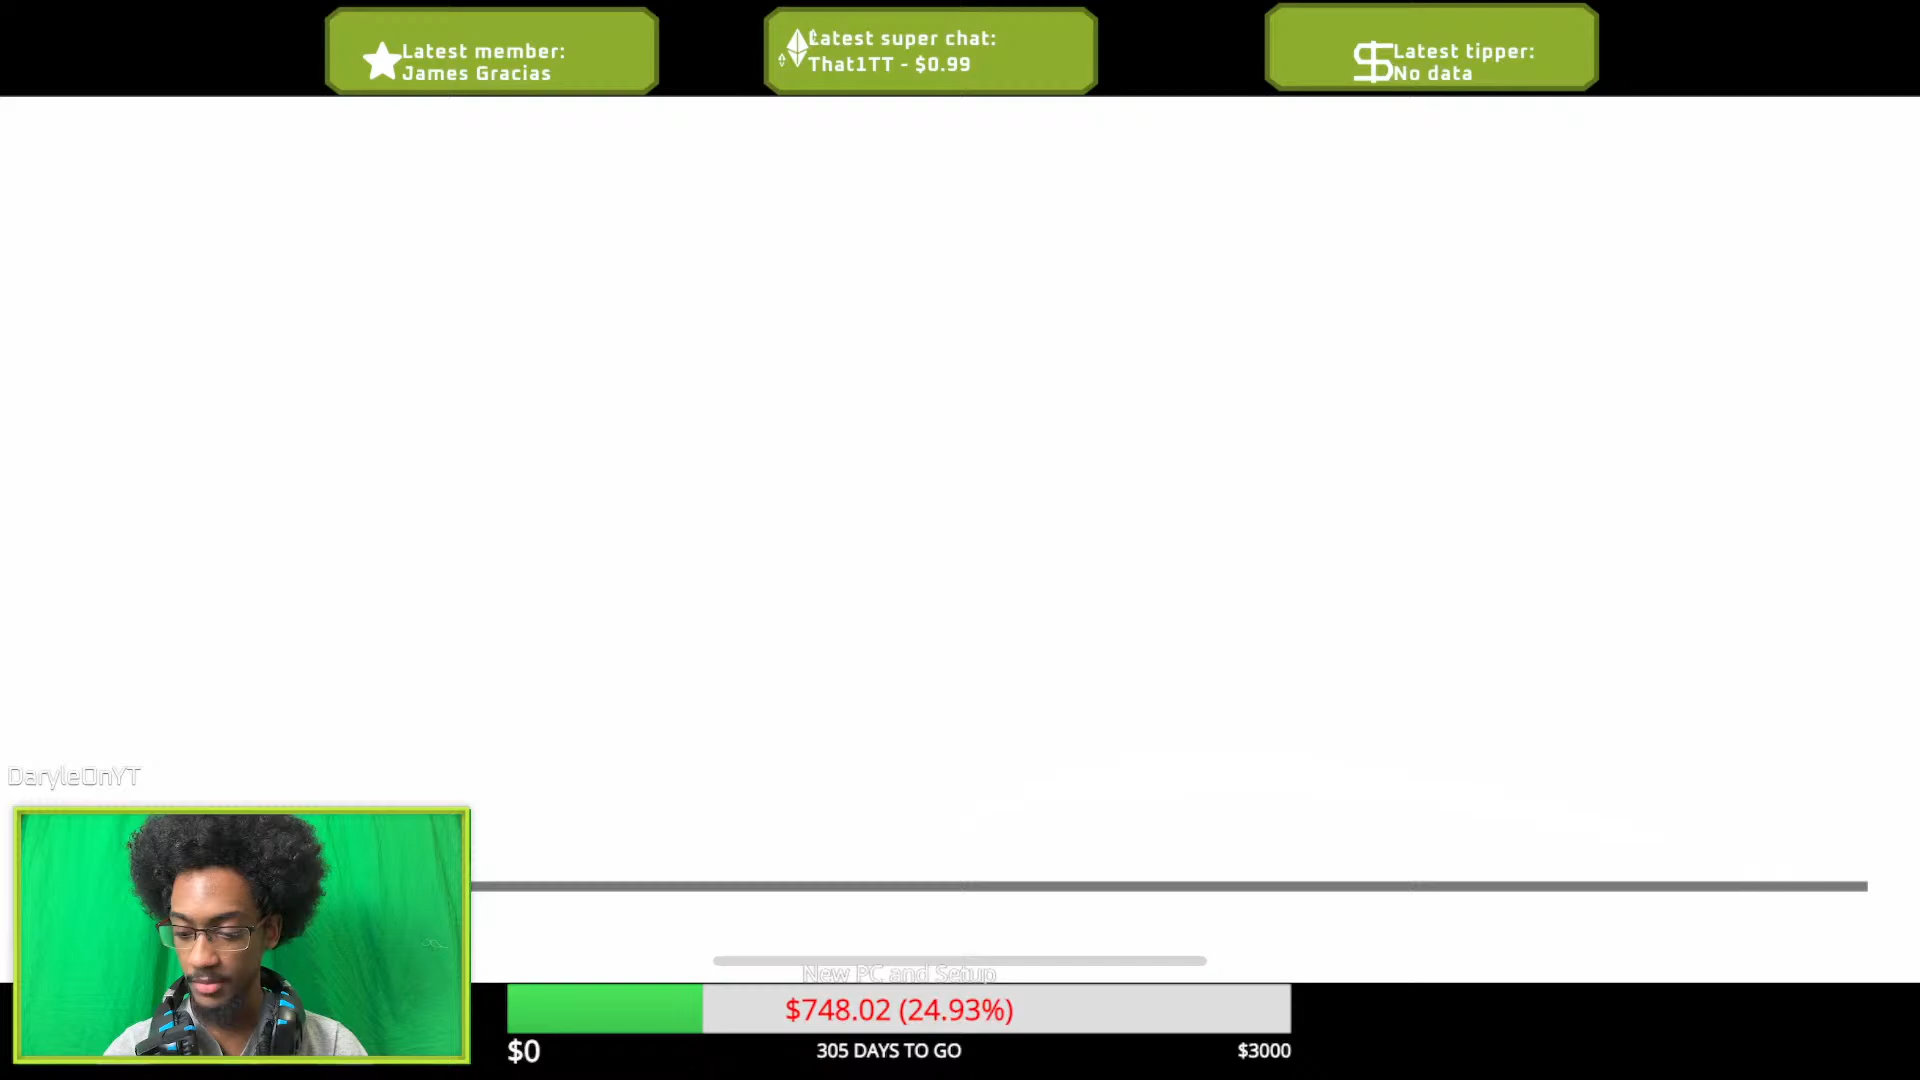 Latest member:
James Gracias
Latest super chat:
That1TT - $0.99
Latest tipper:
No data
DaryleOnYT
New PC and Setup
$748.02 (24.93%)
$0
305 DAYS TO GO
$3000